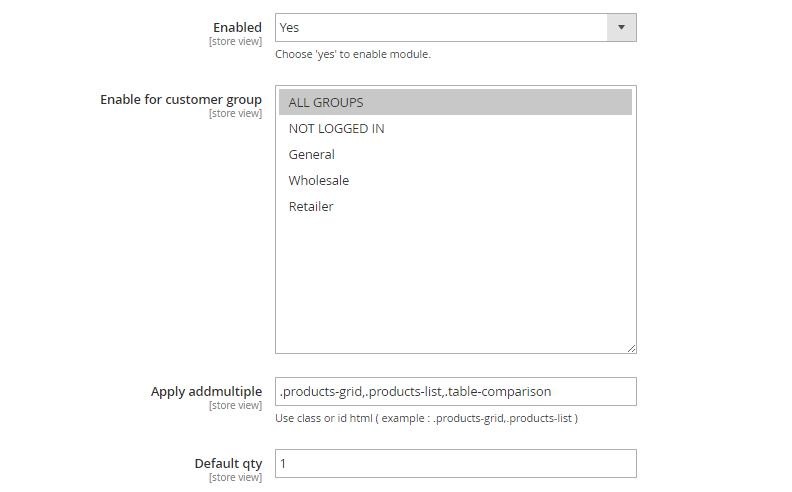 Enabled Yes
[store view]
Choose 'yes' to enable module.
Enable for customer group ALL GROUPS
[store view]
NOT LOGGED IN
General
Wholesale
Retailer
Apply addmultiple .products-grid,.products-list,.table-comparison
[store view]
Use class or id html ( example : .products-grid,.products-list )
Default qty 1
[store view]